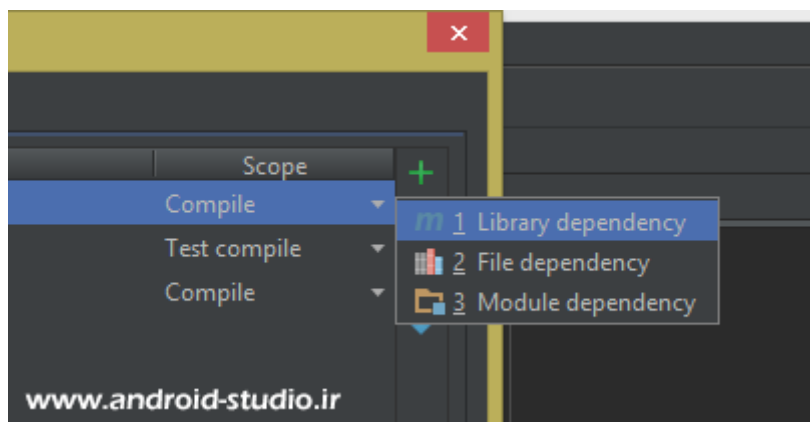 Scope
Compile
Test compile
Compile
m 1 Library dependency
2 File dependency
3 Module dependency
www.android-studio.ir